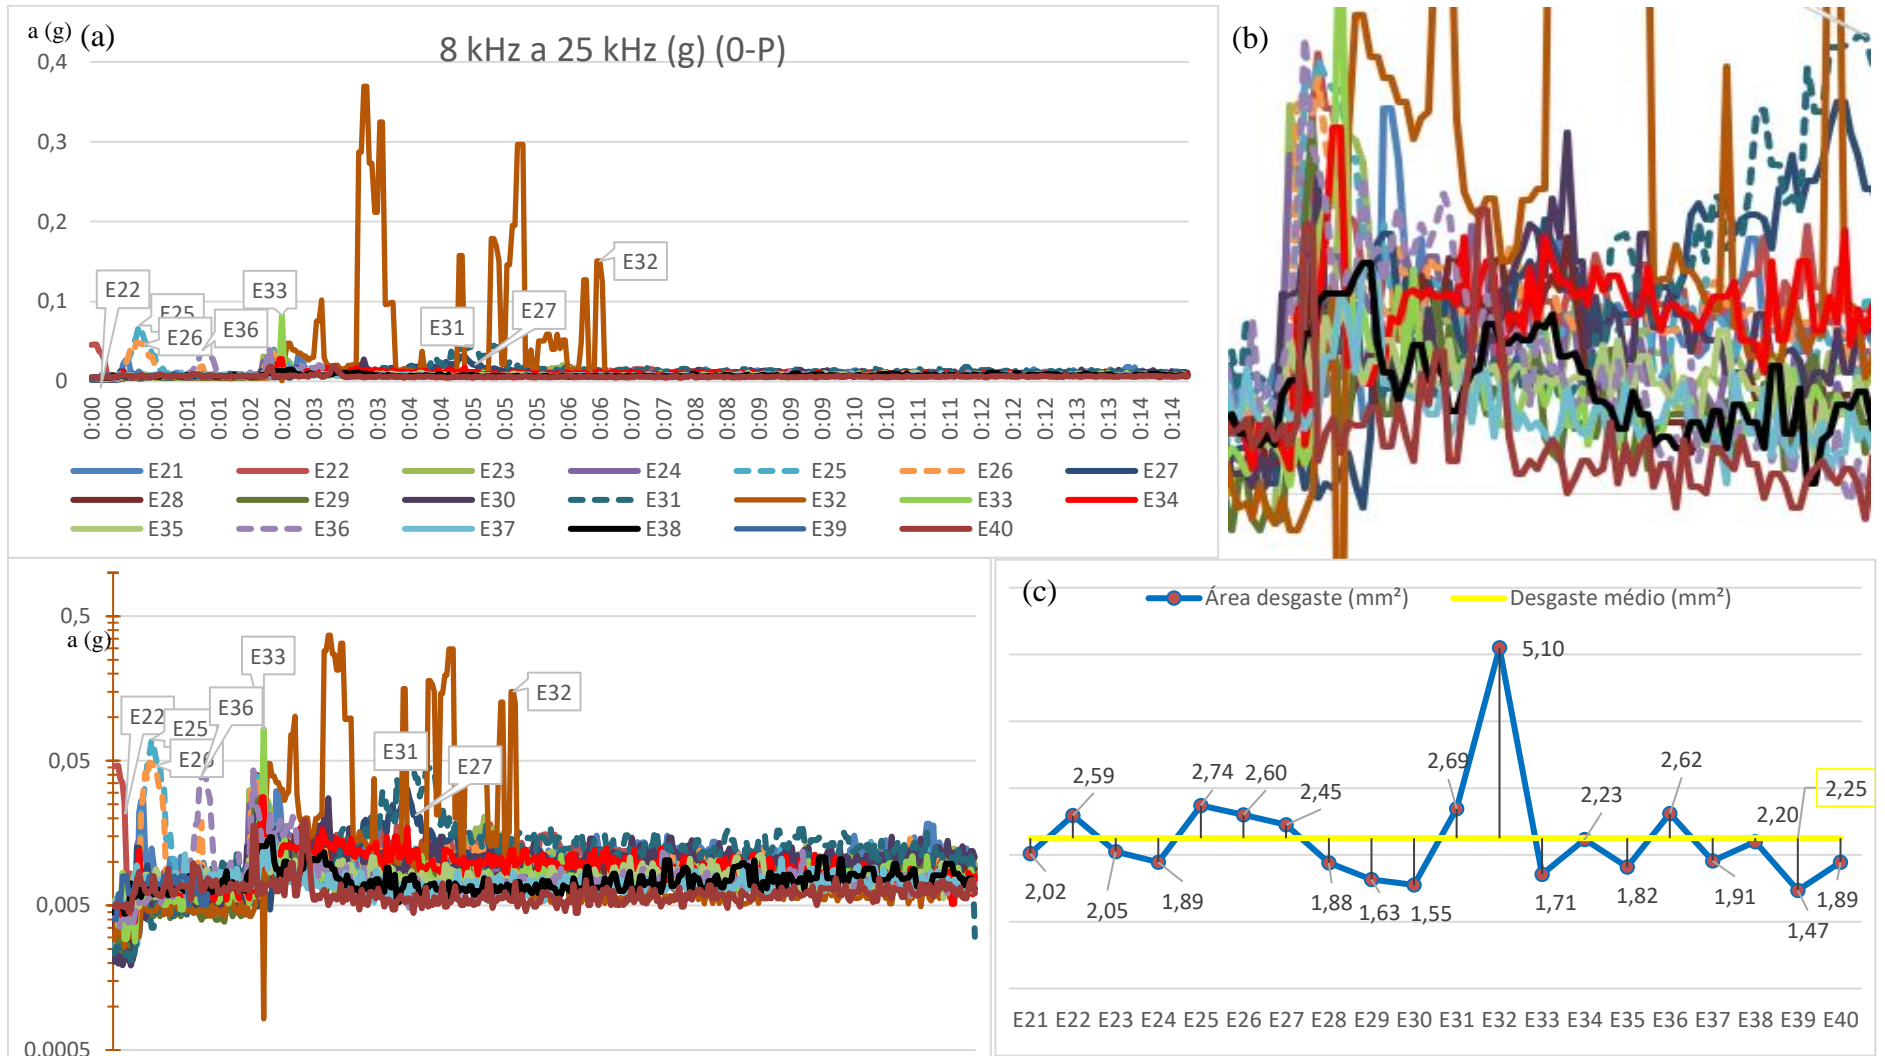 a (g) (a)
8 kHz a 25 kHz (g) (0-P)
0,4
0,3
0,2
0,1
0
E22
E25
E26
E36
E33
E31
E27
E32
0:00 0:00 0:00 0:01 0:01 0:02 0:02 0:03 0:03 0:03 0:04 0:04 0:05 0:05 0:05 0:06 0:06 0:07 0:07 0:08 0:08 0:09 0:09 0:09 0:10 0:10 0:11 0:11 0:12 0:12 0:12 0:13 0:13 0:14 0:14
E21 E22 E23 E24 E25 E26 E27
E28 E29 E30 E31 E32 E33 E34
E35 E36 E37 E38 E39 E40
(b)
0,5
a (g)
0,05
0,005
0,0005
E33
E36
E22
E25
E26
E31
E27
E32
(c)
Área desgaste (mm²) Desgaste médio (mm²)
2,02
2,59
2,05
1,89
2,74
2,60
2,45
1,88
1,63
1,55
2,69
5,10
1,71
2,23
1,82
2,62
1,91
2,20
1,47
1,89
2,25
E21 E22 E23 E24 E25 E26 E27 E28 E29 E30 E31 E32 E33 E34 E35 E36 E37 E38 E39 E40